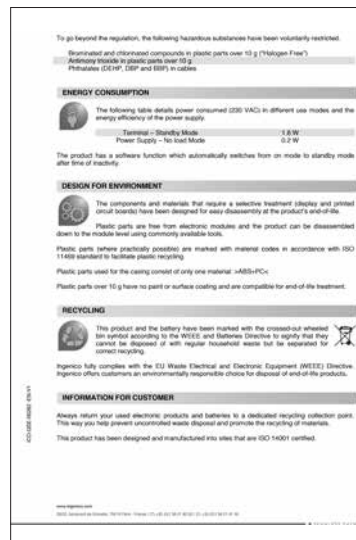 To go beyond the regulation, the following hazardous substances have been voluntarily restricted.
Brominated and chlorinated compounds in plastic parts over 10 g ("Halogen Free")
Antimony trioxide in plastic parts over 10 g
Phthalates (DEHP, DBP and BBP) in cables
ENERGY CONSUMPTION
The following table details power consumed (230 VAC) in different use modes and the
energy efficiency of the power supply.
Terminal – Standby Mode 1.8 W
Power Supply – No load Mode 0.2 W
The product has a software function which automatically switches from on mode to standby mode
after time of inactivity.
DESIGN FOR ENVIRONMENT
The components and materials that require a selective treatment (display and printed
circuit boards) have been designed for easy disassembly at the product's end-of-life.
Plastic parts are free from electronic modules and the product can be disassembled
down to the module level using commonly available tools.
Plastic parts (where practically possible) are marked with material codes in accordance with ISO
11469 standard to facilitate plastic recycling.
Plastic parts used for the casing consist of only one material: >ABS+PC<
Plastic parts over 10 g have no paint or surface coating and are compatible for end-of-life treatment.
RECYCLING
This product and the battery have been marked with the crossed-out wheeled
bin symbol according to the WEEE and Batteries Directive to signify that they
cannot be disposed of with regular household waste but be separated for
correct recycling.
Ingenico fully complies with the EU Waste Electrical and Electronic Equipment (WEEE) Directive.
Ingenico offers customers an environmentally responsible choice for disposal of end-of-life products.
INFORMATION FOR CUSTOMER
Always return your used electronic products and batteries to a dedicated recycling collection point.
This way you help prevent uncontrolled waste disposal and promote the recycling of materials.
This product has been designed and manufactured into sites that are ISO 14001 certified.
www.ingenico.com